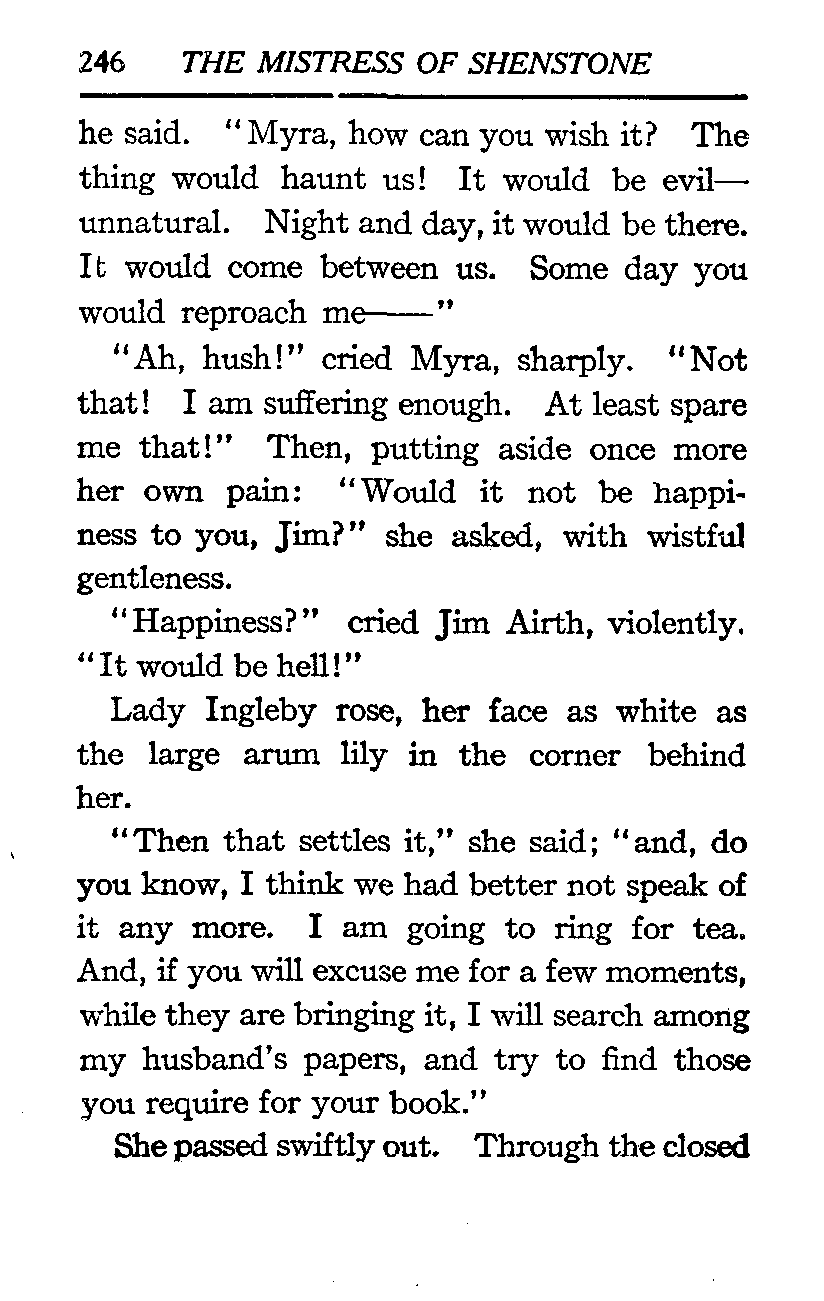 246 THE MISTRESS OF SHENSTONE
he said. "Myra, how can you wish it? The
thing would haunt us! It would be evil—
unnatural. Night and day, it would be there.
It would come between us. Some day you
would reproach me——"
"Ah, hush!" cried Myra, sharply. "Not
that! I am suffering enough. At least spare
me that!" Then, putting aside once more
her own pain: "Would it not be happi-
ness to you, Jim?" she asked, with wistful
gentleness.
"Happiness?" cried Jim Airth, violently.
"It would be hell!"
Lady Ingleby rose, her face as white as
the large arum lily in the corner behind
her.
"Then that settles it," she said; "and, do
you know, I think we had better not speak of
it any more. I am going to ring for tea.
And, if you will excuse me for a few moments,
while they are bringing it, I will search among
my husband's papers, and try to find those
you require for your book."
She passed swiftly out. Through the closed